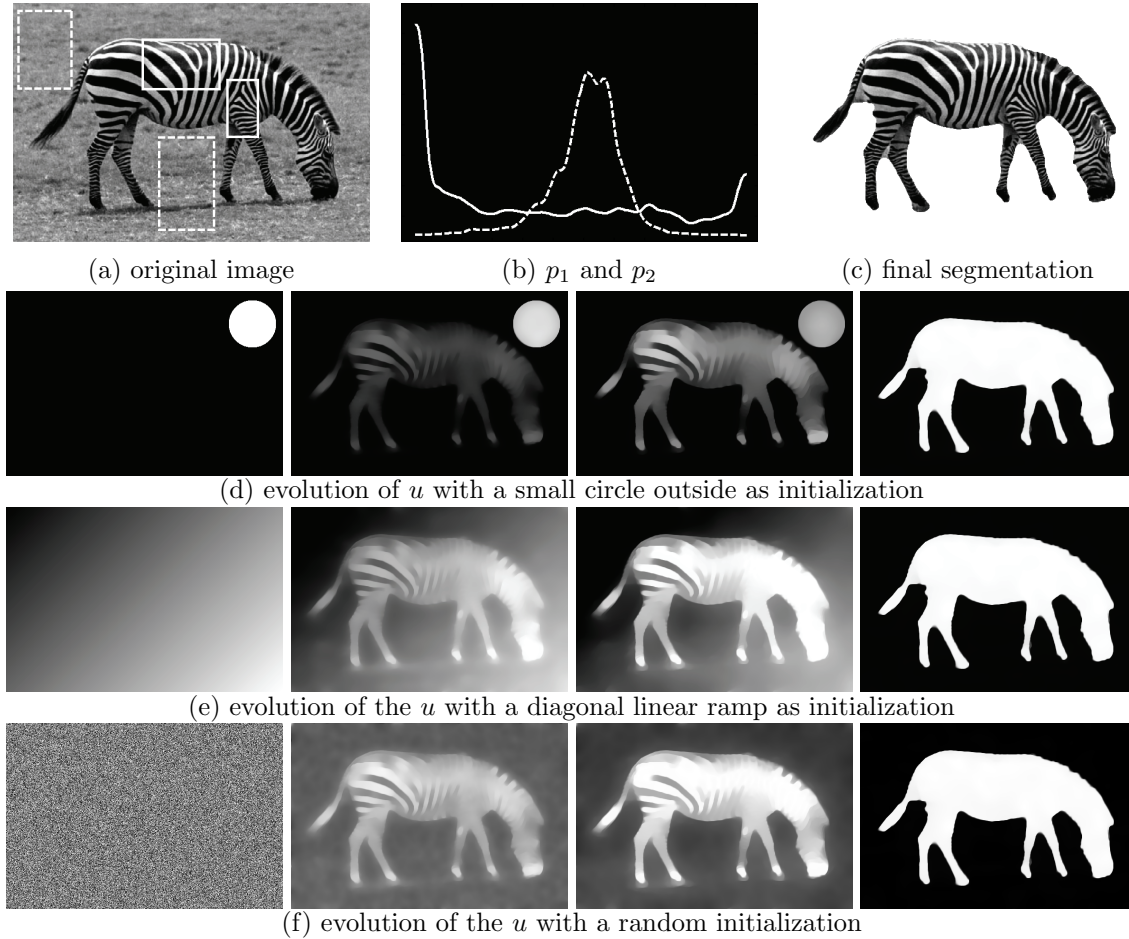 (a) original image
(b) p₁ and p₂
(c) final segmentation
(d) evolution of u with a small circle outside as initialization
(e) evolution of the u with a diagonal linear ramp as initialization
(f) evolution of the u with a random initialization